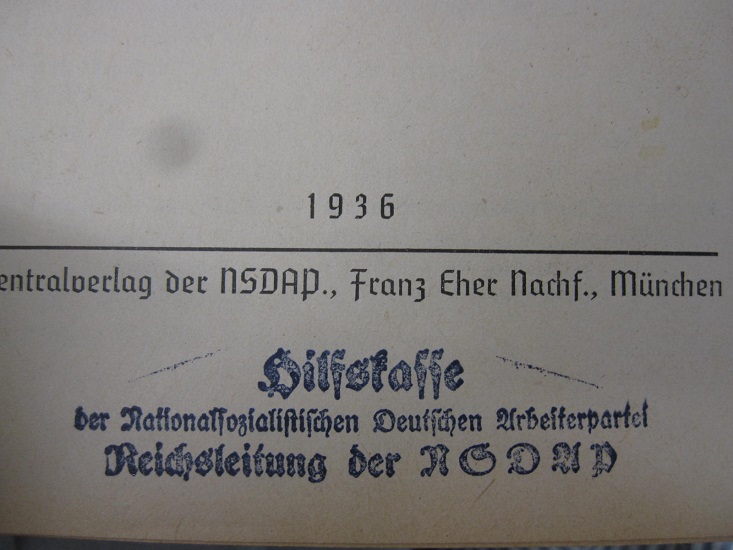 1936
entralverlag der NSDAP., Franz Eher Nachf., München
Hilfskasse
der Nationalsozialistischen Deutschen Arbeiterpartei
Reichsleitung der NSDAP